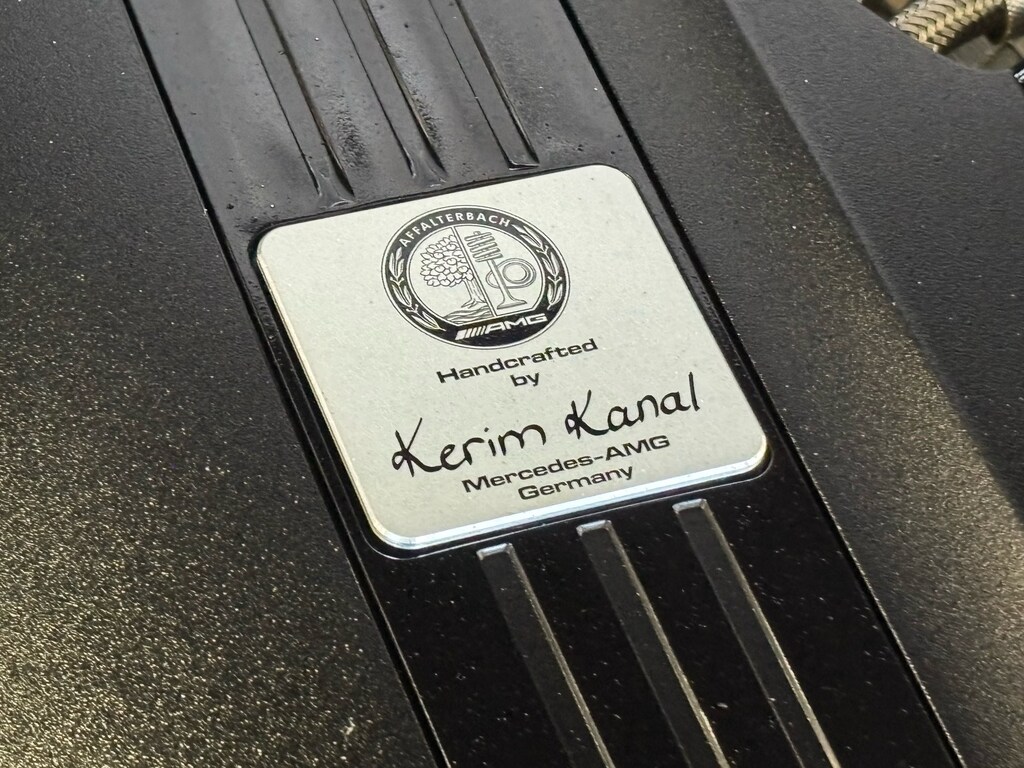 AFFALTERBACH
AMG
Handcrafted
by
Kerim Kanal
Mercedes-AMG
Germany